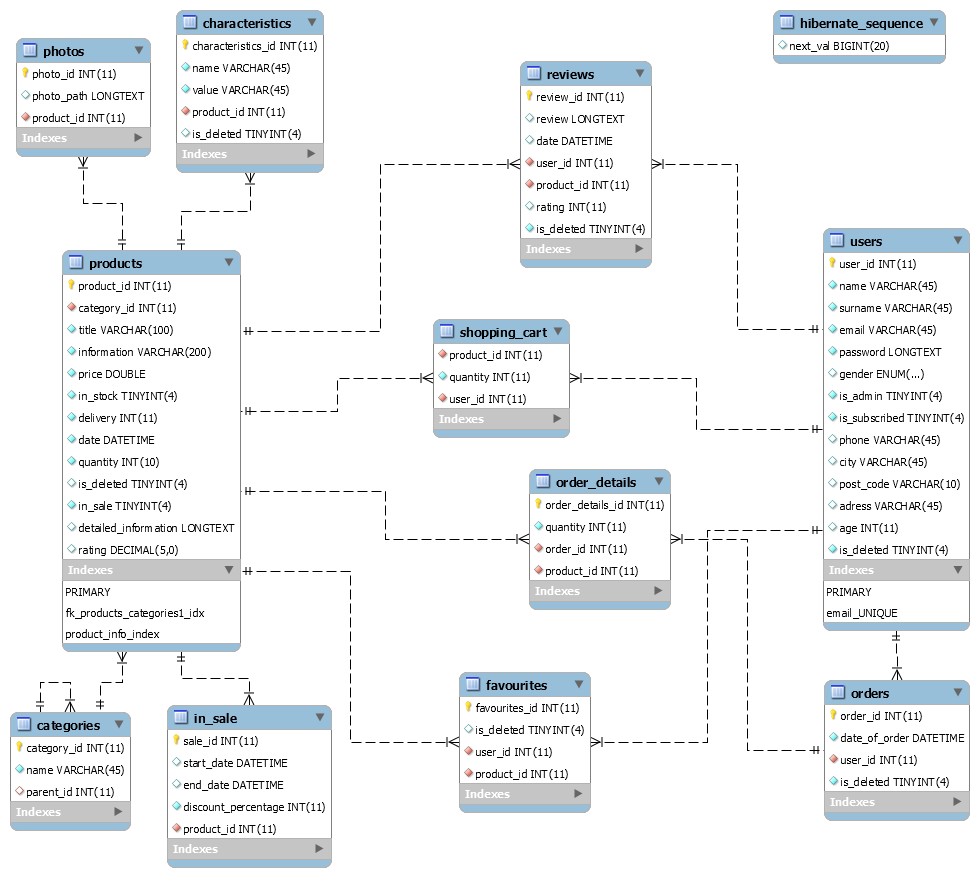 photos
photo_id INT(11)
photo_path LONGTEXT
product_id INT(11)
Indexes
characteristics
characteristics_id INT(11)
name VARCHAR(45)
value VARCHAR(45)
product_id INT(11)
is_deleted TINYINT(4)
Indexes
hibernate_sequence
next_val BIGINT(20)
reviews
review_id INT(11)
review LONGTEXT
date DATETIME
user_id INT(11)
product_id INT(11)
rating INT(11)
is_deleted TINYINT(4)
Indexes
products
product_id INT(11)
category_id INT(11)
title VARCHAR(100)
information VARCHAR(200)
price DOUBLE
in_stock TINYINT(4)
delivery INT(11)
date DATETIME
quantity INT(10)
is_deleted TINYINT(4)
in_sale TINYINT(4)
detailed_information LONGTEXT
rating DECIMAL(5,0)
Indexes
PRIMARY
fk_products_categories1_idx
product_info_index
shopping_cart
product_id INT(11)
quantity INT(11)
user_id INT(11)
Indexes
users
user_id INT(11)
name VARCHAR(45)
surname VARCHAR(45)
email VARCHAR(45)
password LONGTEXT
gender ENUM(...)
is_admin TINYINT(4)
is_subscribed TINYINT(4)
phone VARCHAR(45)
city VARCHAR(45)
post_code VARCHAR(10)
adress VARCHAR(45)
age INT(11)
is_deleted TINYINT(4)
Indexes
PRIMARY
email_UNIQUE
order_details
order_details_id INT(11)
quantity INT(11)
order_id INT(11)
product_id INT(11)
Indexes
categories
category_id INT(11)
name VARCHAR(45)
parent_id INT(11)
Indexes
in_sale
sale_id INT(11)
start_date DATETIME
end_date DATETIME
discount_percentage INT(11)
product_id INT(11)
Indexes
favourites
favourites_id INT(11)
is_deleted TINYINT(4)
user_id INT(11)
product_id INT(11)
Indexes
orders
order_id INT(11)
date_of_order DATETIME
user_id INT(11)
is_deleted TINYINT(4)
Indexes